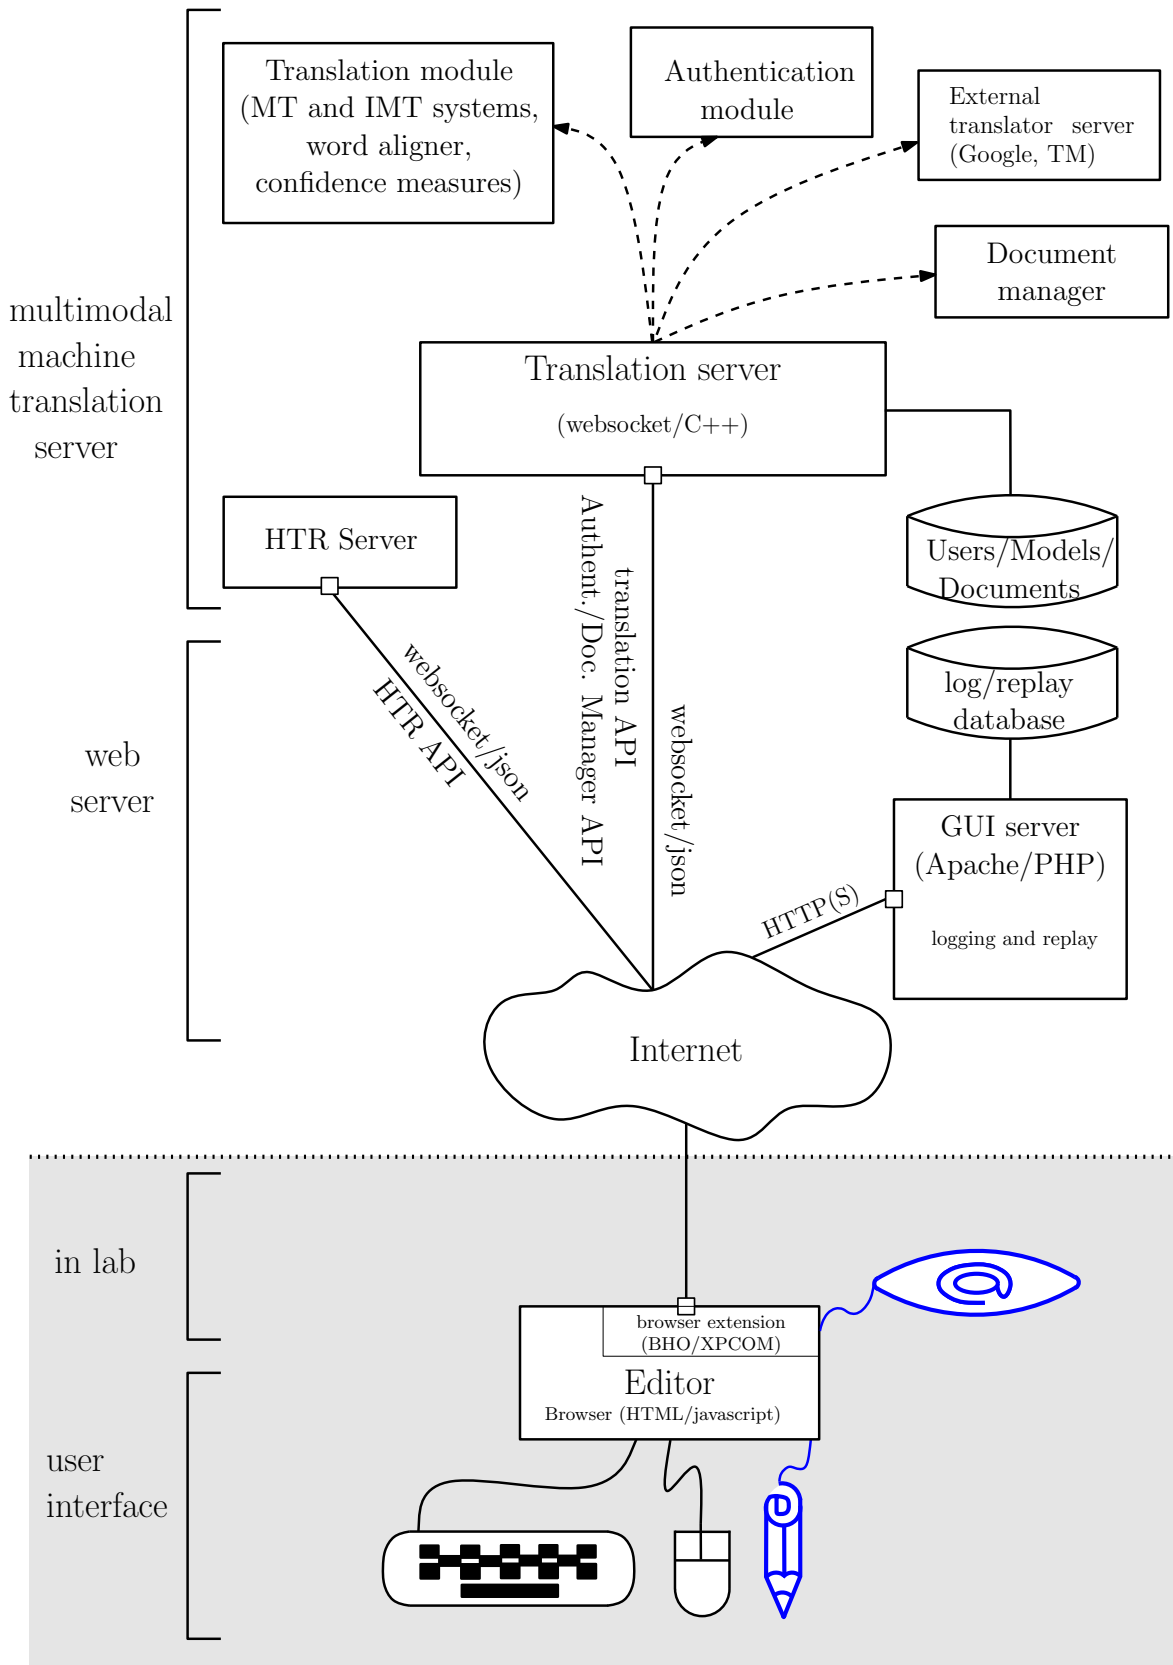 Translation module
(MT and IMT systems,
word aligner,
confidence measures)
Authentication
module
External
translator server
(Google, TM)
Document
manager
multimodal
machine
translation
server
Translation server
(websocket/C++)
HTR Server
Users/Models/
Documents
translation API
Authent./Doc. Manager API
websocket/json
websocket/json
HTR API
log/replay
database
web
server
GUI server
(Apache/PHP)
logging and replay
HTTP(S)
Internet
in lab
browser extension
(BHO/XPCOM)
Editor
Browser (HTML/javascript)
user
interface